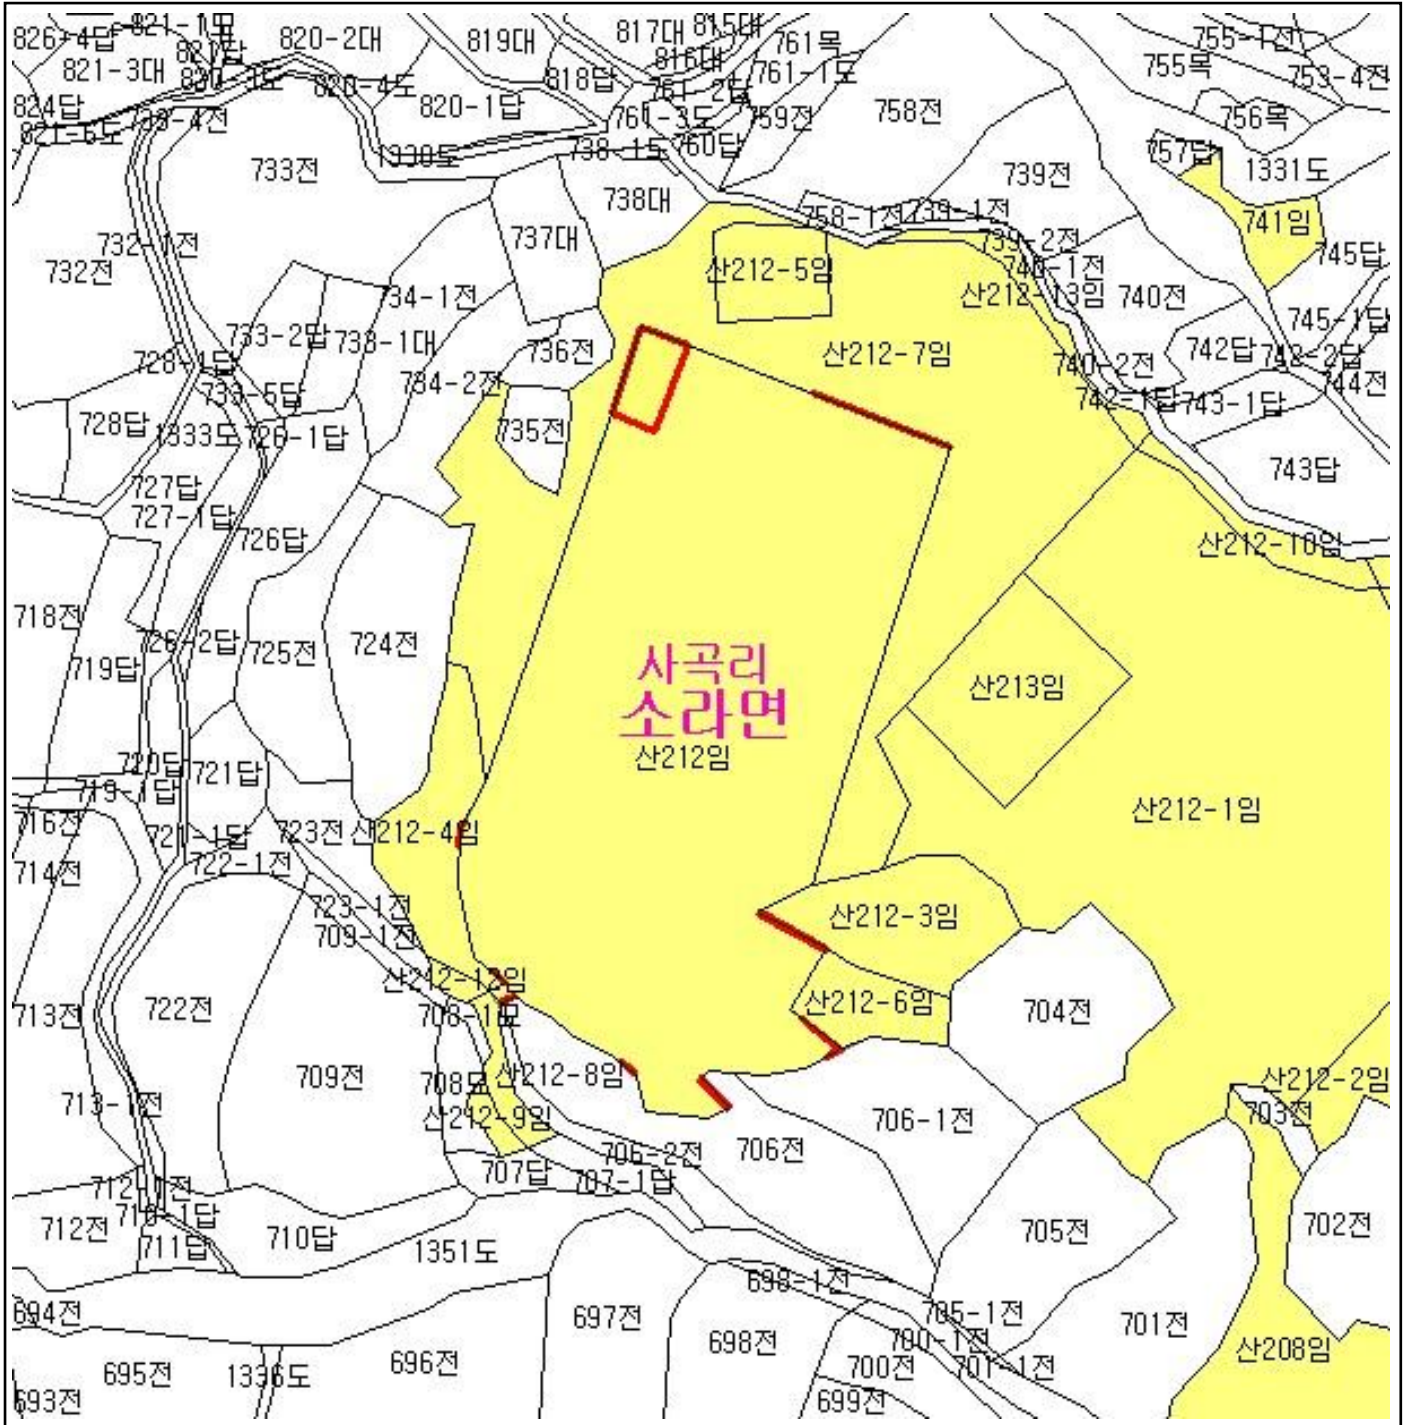 826-4답
821-1
821답
820-2대
819대
817대
815대
816대
761목
761-1도
755-1전
755목
753-4전
821-3대
820-1도
820-4도
818답
761-2답
758전
824답
733-4전
820-1답
761-3도
759전
756목
821-6도
733전
1330도
738-1도
760답
739전
757답
1331도
738대
758-1전
739-1전
741임
732-1전
737대
739-2전
745답
732전
산212-5임
740-1전
734-1전
산212-13임
740전
745-1답
733-2답
733-1대
736전
산212-7임
740-2전
742답
742-2답
728-1답
734-2전
744전
733-5답
742-1답
743-1답
728답
1333도
726-1답
735전
743답
727답
727-1답
726답
산212-10임
718전
726-2답
724전
719답
725전
사곡리
산213임
소라면
산212임
720답
721답
719-1답
산212-1임
716전
721-1답
723전
산212-4임
714전
722-1전
723-1전
산212-3임
709-1전
산212-12임
722전
산212-6임
704전
713전
708-1묘
709전
708묘
산212-8임
산212-2임
713-1전
산212-9임
703전
706-1전
706-2전
706전
707답
707-1답
712-1전
710-1답
712전
711답
710답
1351도
705전
702전
698-1전
694전
697전
705-1전
701전
698전
700-1전
산208임
695전
1336도
696전
700전
701-1전
693전
699전